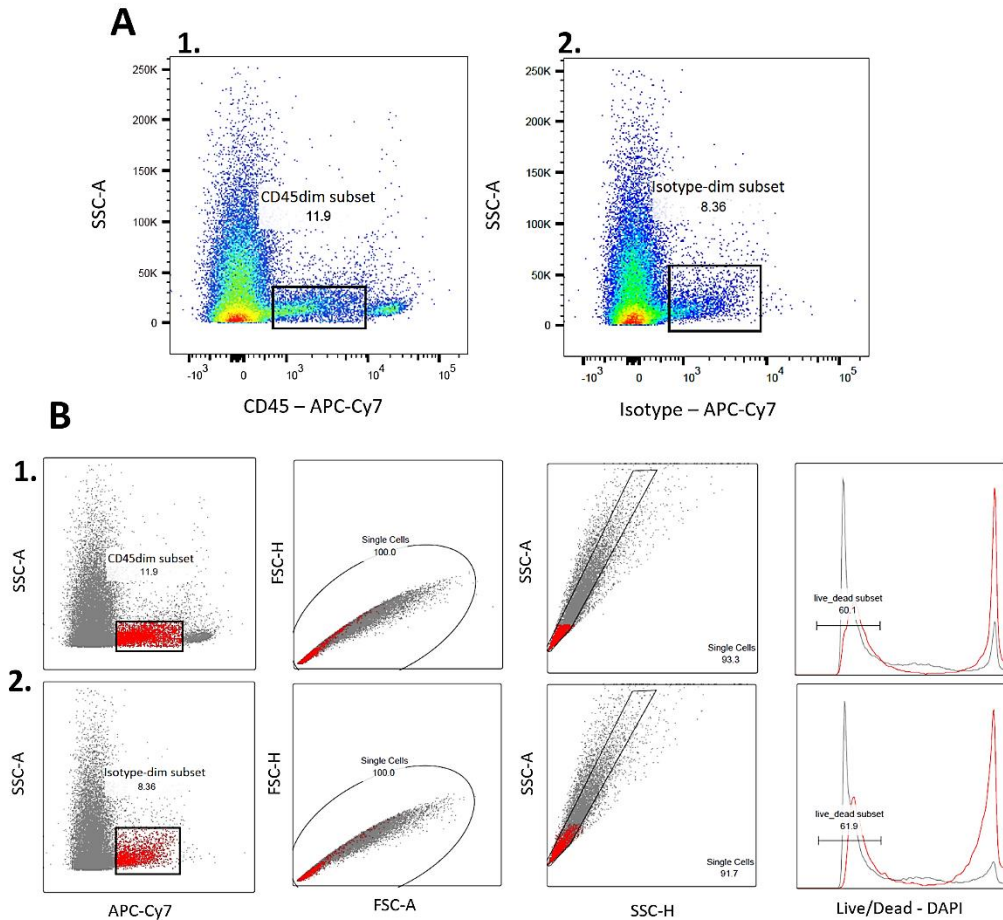 A
1.
250K
200K
150K
100K
50K
0
SSC-A
CD45dim subset
11.9
-10³ 0 10³ 10⁴ 10⁵
CD45 – APC-Cy7
2.
250K
200K
150K
100K
50K
0
SSC-A
Isotype-dim subset
8.36
-10³ 0 10³ 10⁴ 10⁵
Isotype – APC-Cy7
B
1.
SSC-A
CD45dim subset
11.9
FSC-H
Single Cells
100.0
SSC-A
Single Cells
93.3
live_dead subset
60.1
2.
SSC-A
Isotype-dim subset
8.36
APC-Cy7
FSC-H
Single Cells
100.0
FSC-A
SSC-A
Single Cells
91.7
SSC-H
live_dead subset
61.9
Live/Dead - DAPI